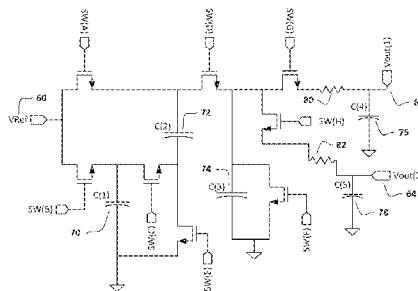 SW(A)
SW(D)
SW(G)
Vout(1)
60
VRef
72
C(2)
80
C(4)
76
SW(H)
82
74
C(3)
C(5)
78
Vout(2
64
SW(B)
C(1)
70
SW(C)
SW(E)
SW(F)